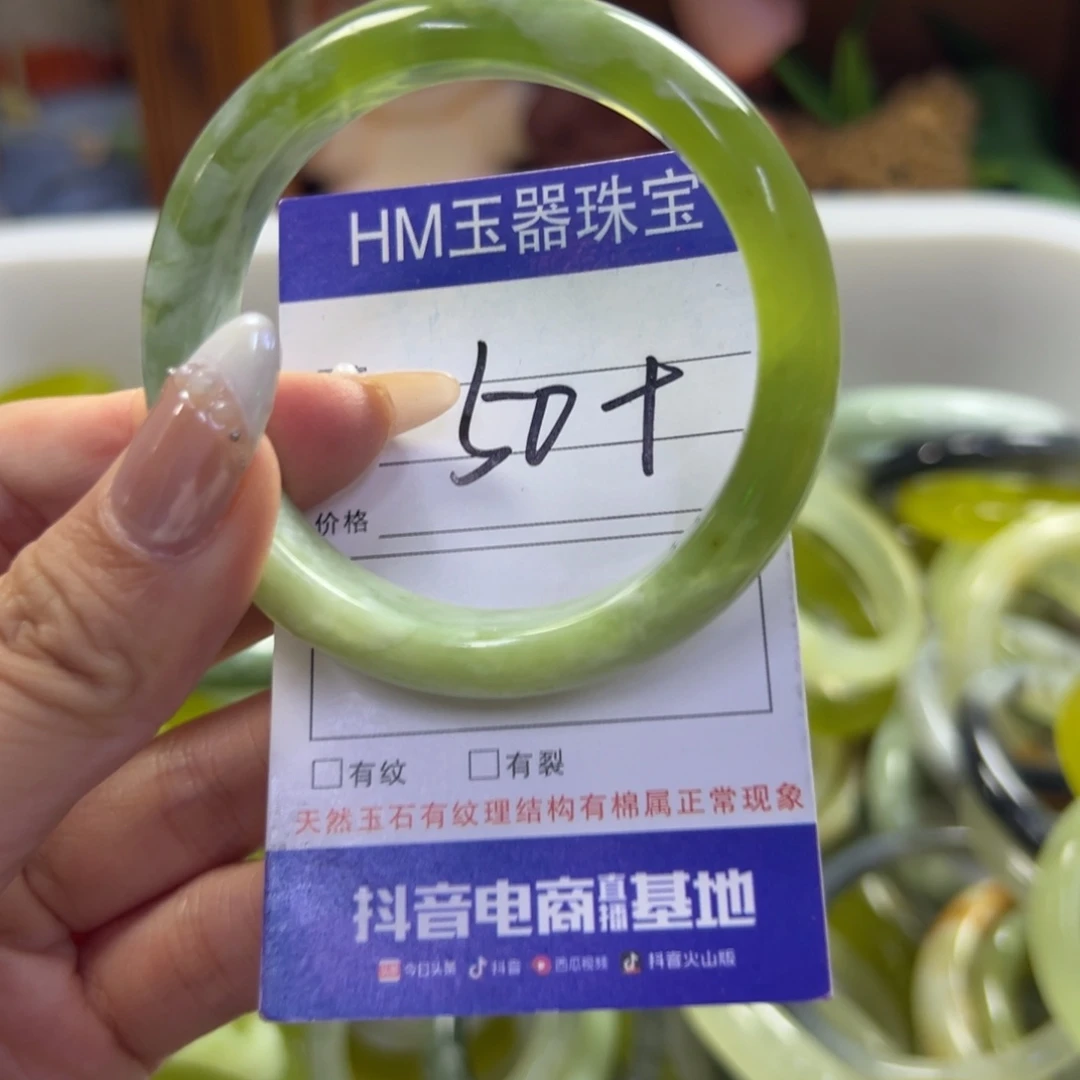 HM玉器珠宝
50+
价格
有纹 有裂
天然玉石有纹理结构有棉属正常现象
抖音电商直播基地
今日头条 抖音 西瓜视频 抖音火山版